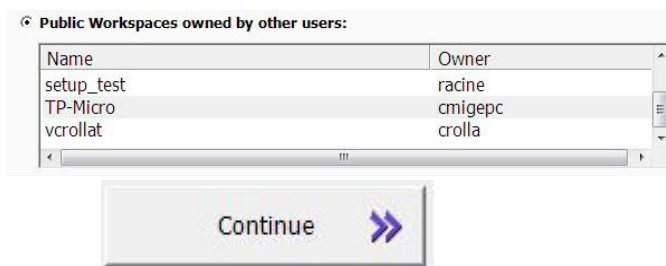 Public Workspaces owned by other users:
Name Owner
setup_test racine
TP-Micro cmigepc
vcrollat crolla
Continue